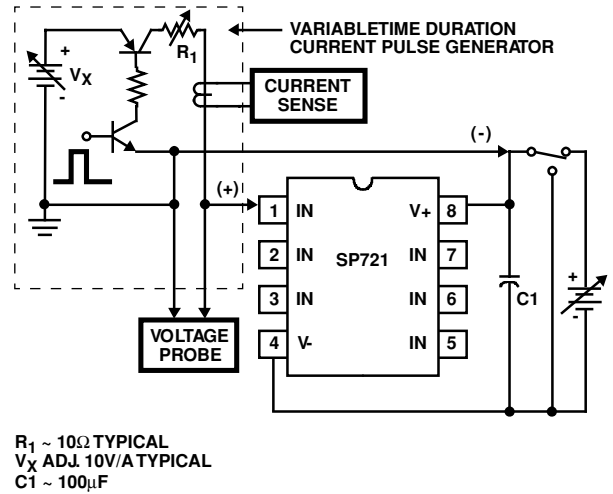 VARIABLETIME DURATION
CURRENT PULSE GENERATOR
+
VX
-
R1
CURRENT
SENSE
(-)
(+)
1 IN
2 IN
3 IN
4 V-
SP721
V+ 8
IN 7
IN 6
IN 5
C1
+
-
VOLTAGE
PROBE
R1 ~ 10Ω TYPICAL
VX ADJ. 10V/A TYPICAL
C1 ~ 100µF